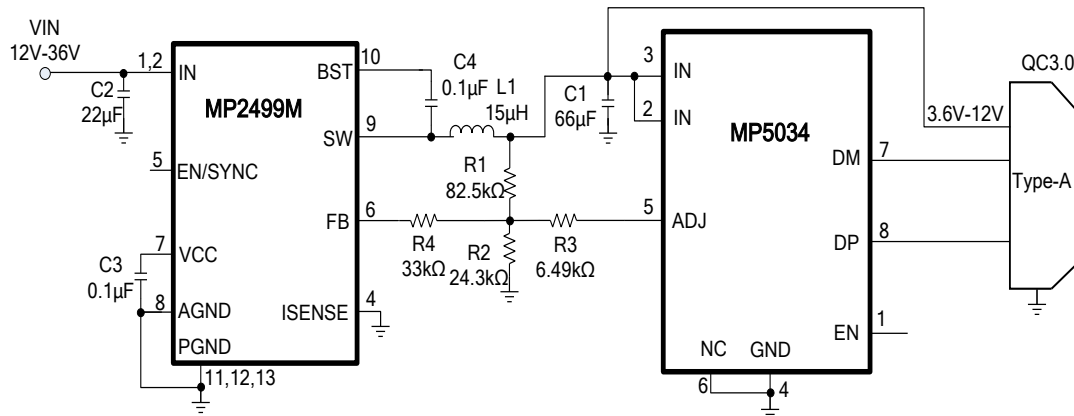 VIN
12V-36V
C2
22µF
1,2
IN
MP2499M
BST
10
C4
0.1µF
L1
15µH
SW
9
5
EN/SYNC
R1
82.5kΩ
FB
6
R4
33kΩ
R2
24.3kΩ
R3
6.49kΩ
7
VCC
C3
0.1µF
8
AGND
ISENSE
4
PGND
11,12,13
C1
66µF
3
IN
2
IN
MP5034
DM
7
5
ADJ
DP
8
EN
1
NC
GND
6
4
QC3.0
3.6V-12V
Type-A